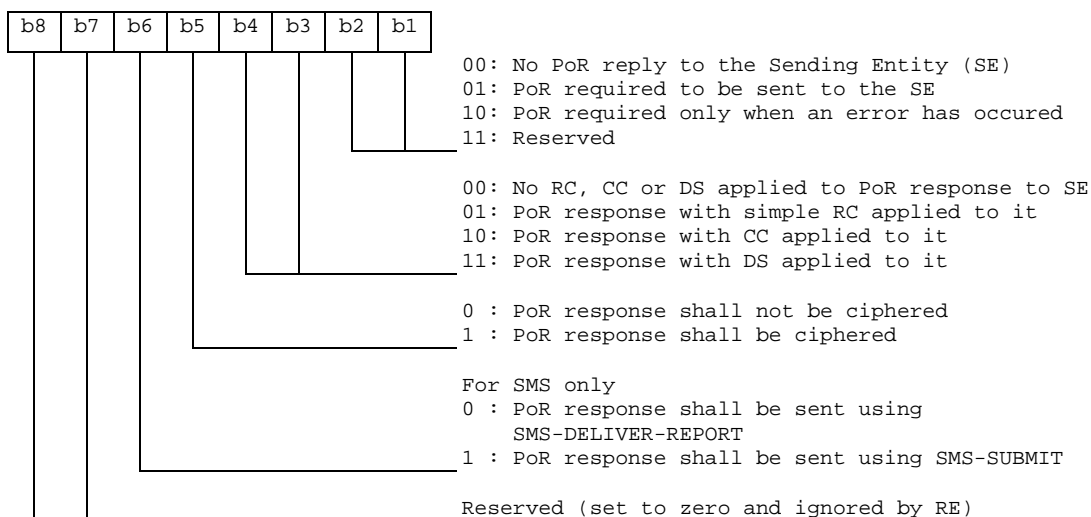 b8 b7 b6 b5 b4 b3 b2 b1
00: No PoR reply to the Sending Entity (SE)
01: PoR required to be sent to the SE
10: PoR required only when an error has occured
11: Reserved
00: No RC, CC or DS applied to PoR response to SE
01: PoR response with simple RC applied to it
10: PoR response with CC applied to it
11: PoR response with DS applied to it
0 : PoR response shall not be ciphered
1 : PoR response shall be ciphered
For SMS only
0 : PoR response shall be sent using
SMS-DELIVER-REPORT
1 : PoR response shall be sent using SMS-SUBMIT
Reserved (set to zero and ignored by RE)